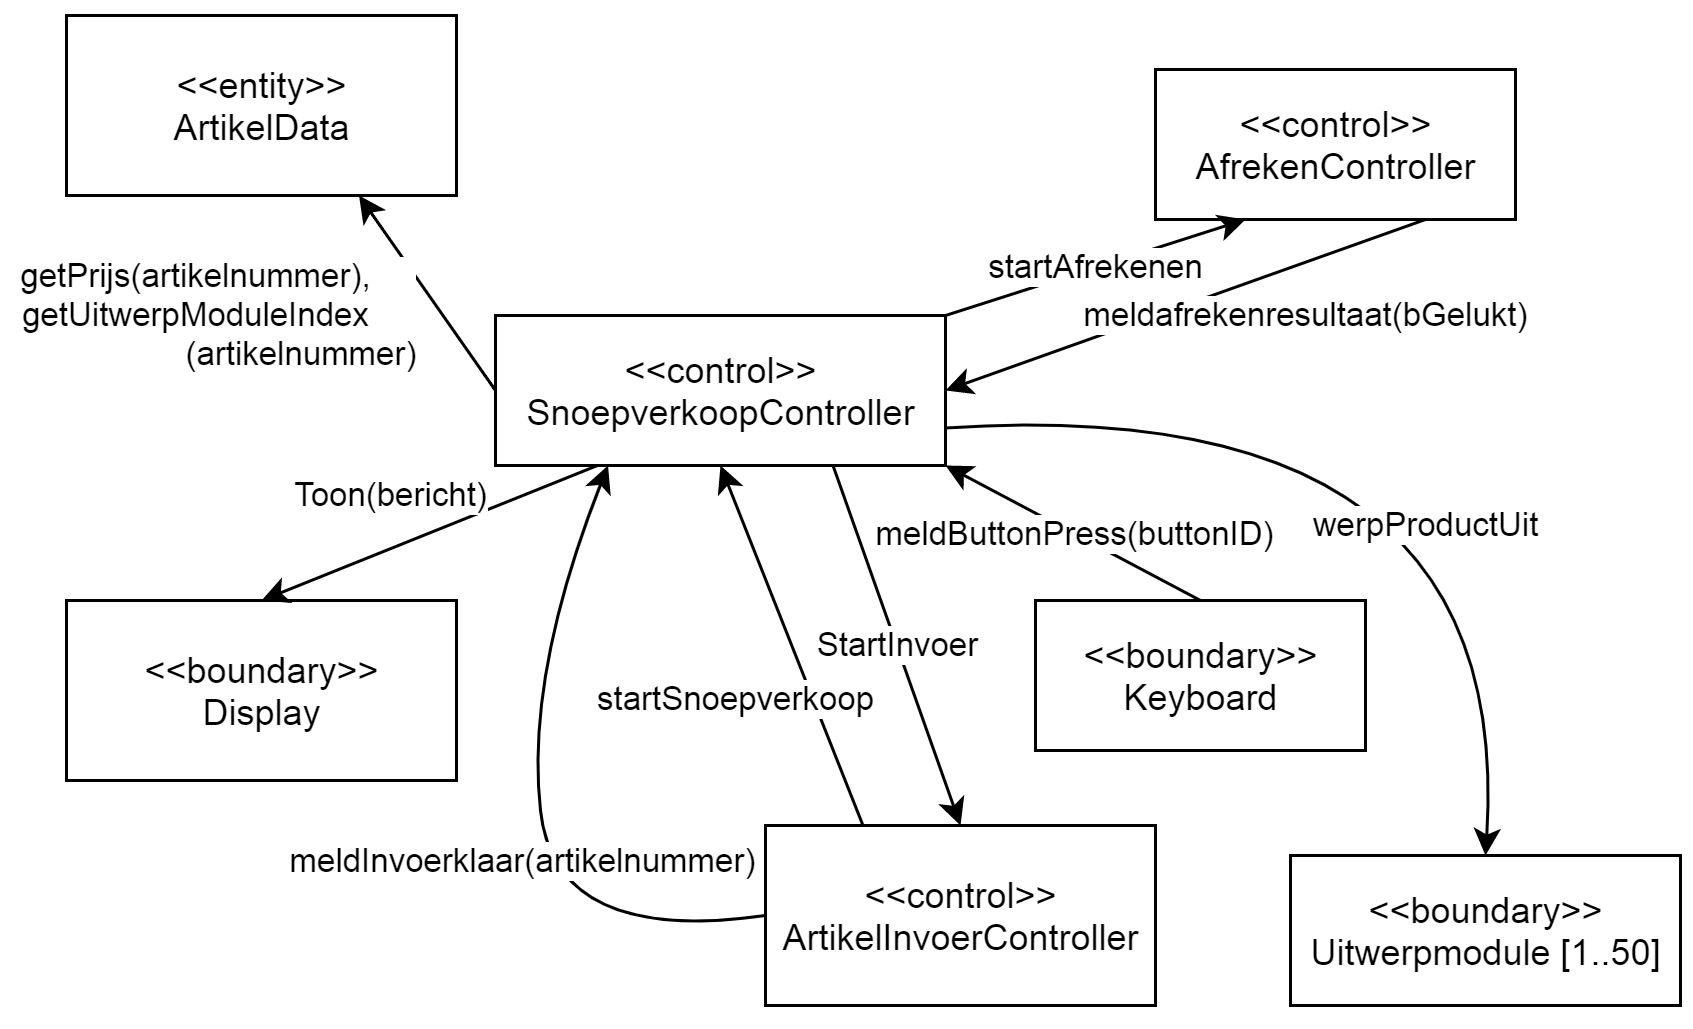 <<entity>>
ArtikelData
<<control>>
AfrekenController
getPrijs(artikelnummer),
getUitwerpModuleIndex
(artikelnummer)
startAfrekenen
meldafrekenresultaat(bGelukt)
<<control>>
SnoepverkoopController
Toon(bericht)
meldButtonPress(buttonID)
werpProductUit
<<boundary>>
Display
StartInvoer
startSnoepverkoop
<<boundary>>
Keyboard
meldInvoerklaar(artikelnummer)
<<control>>
ArtikelInvoerController
<<boundary>>
Uitwerpmodule [1..50]